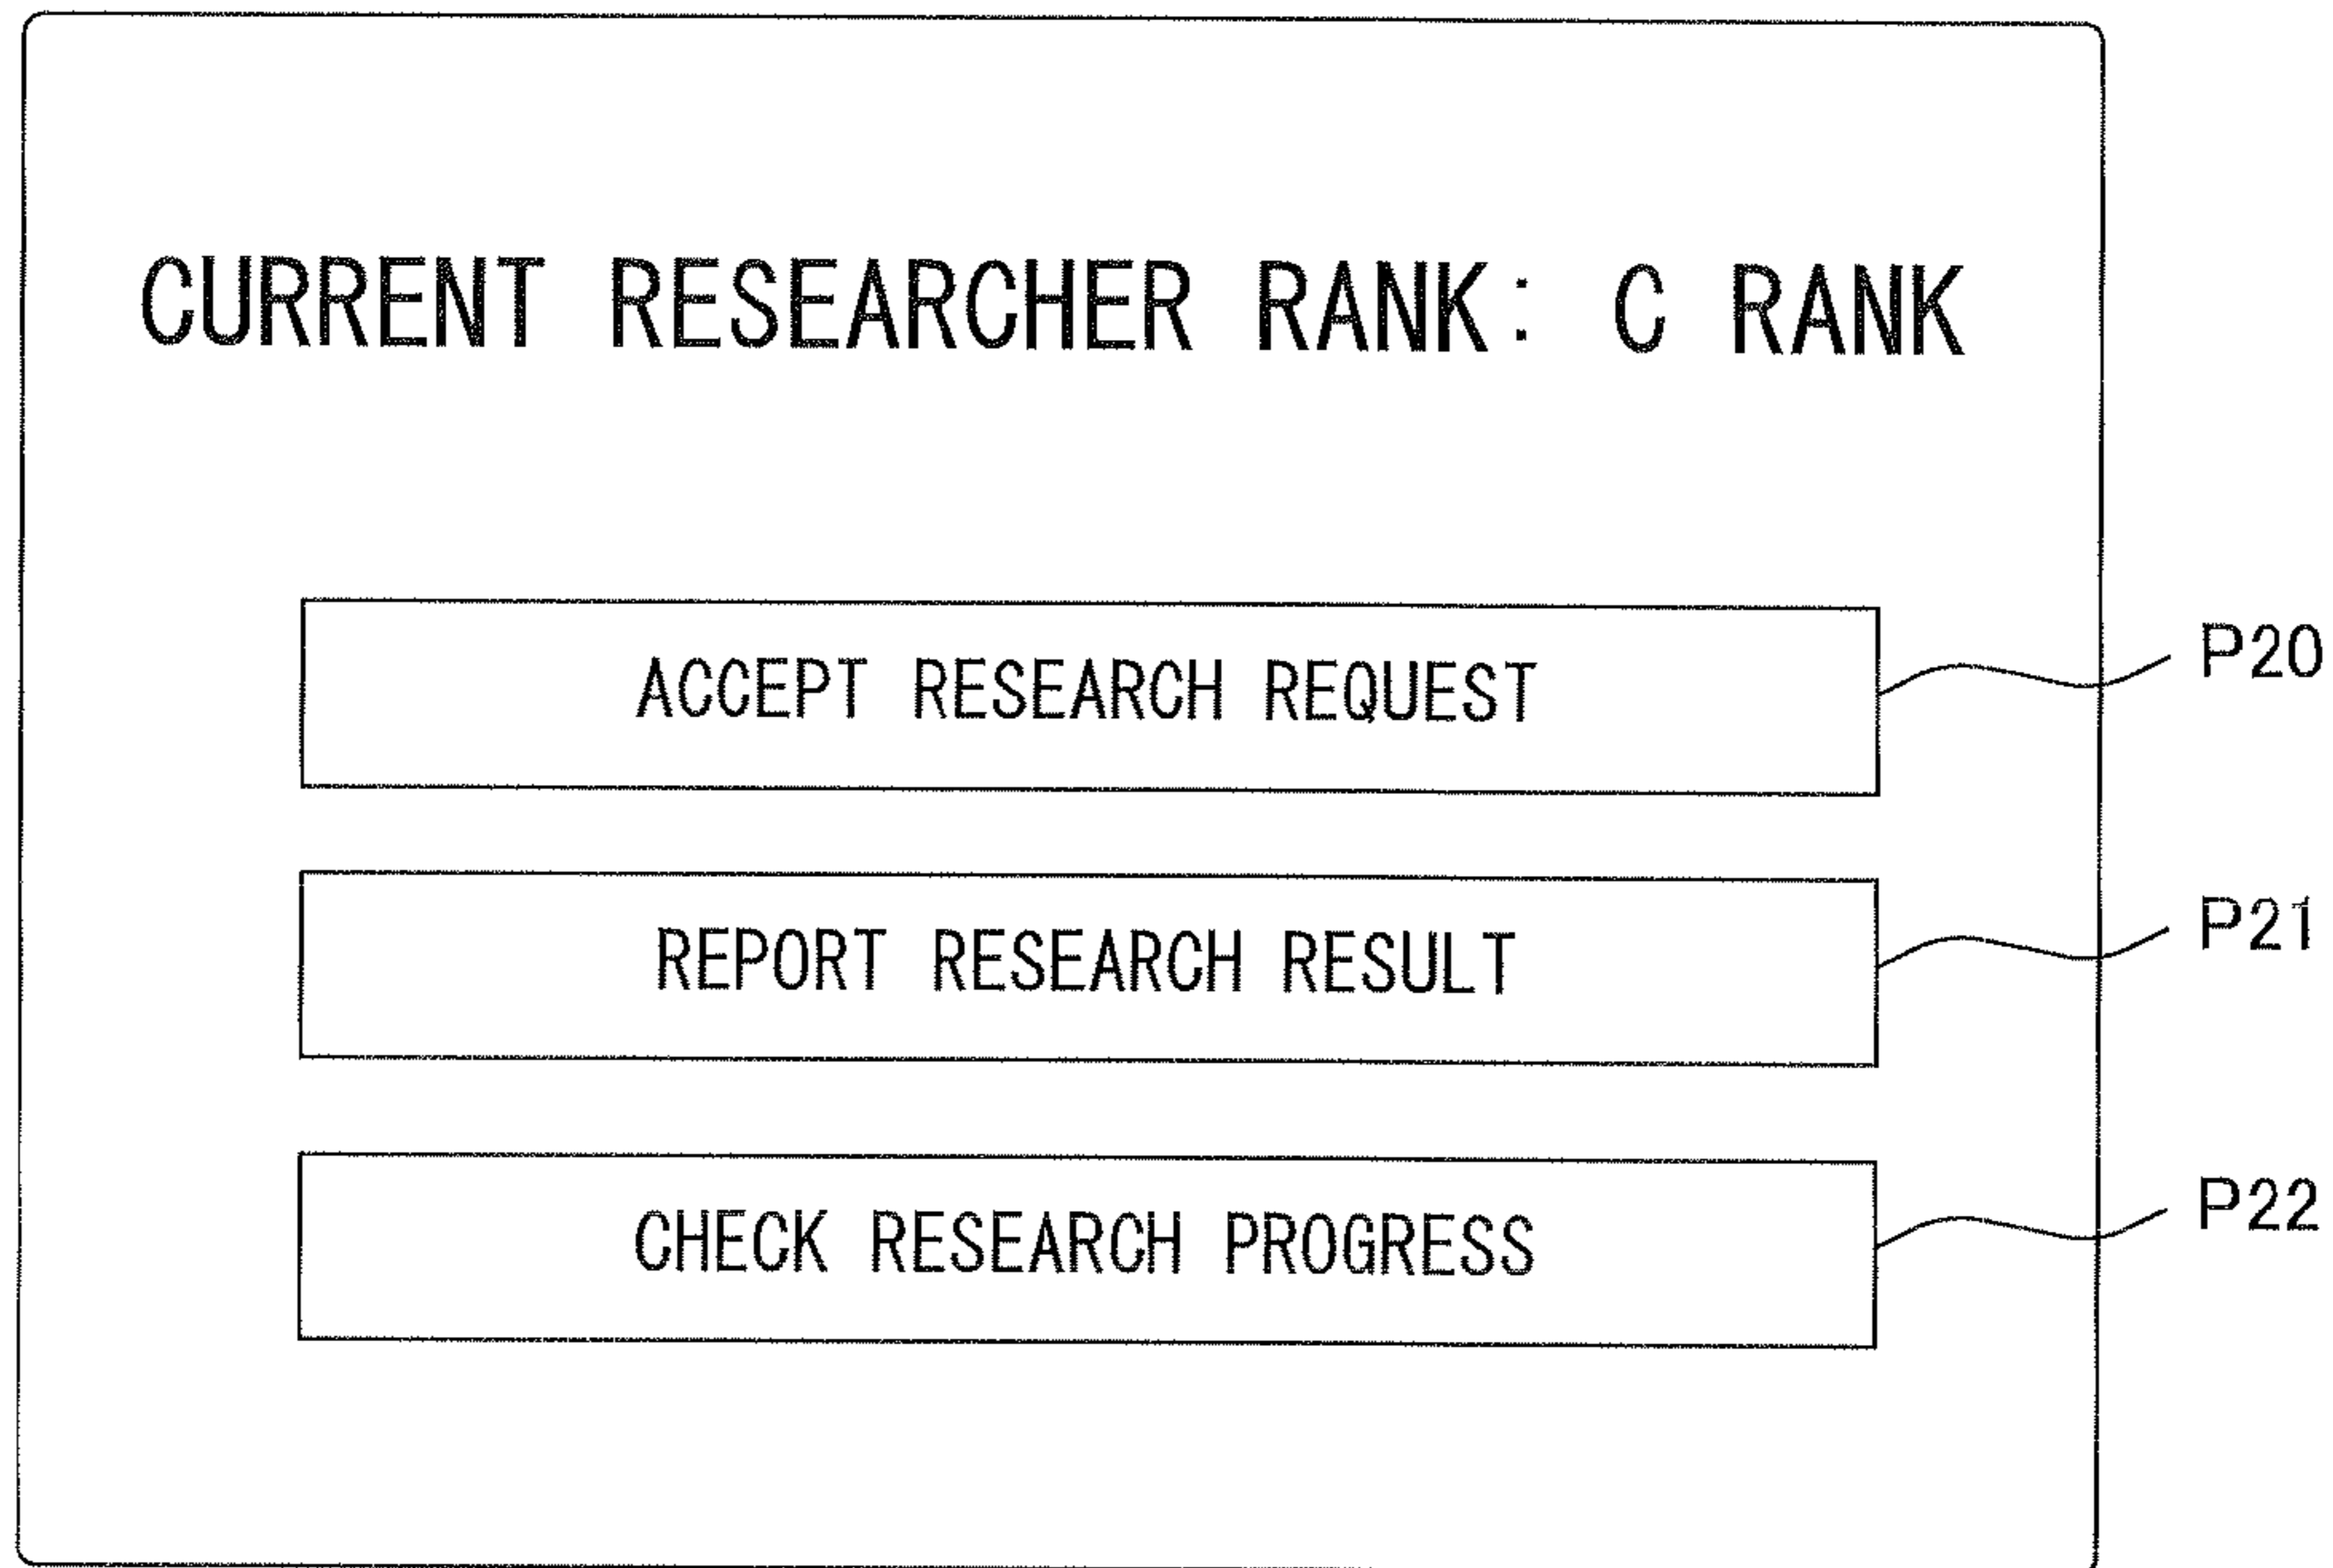 CURRENT RESEARCHER RANK: C RANK
ACCEPT RESEARCH REQUEST
P20
REPORT RESEARCH RESULT
P21
CHECK RESEARCH PROGRESS
P22